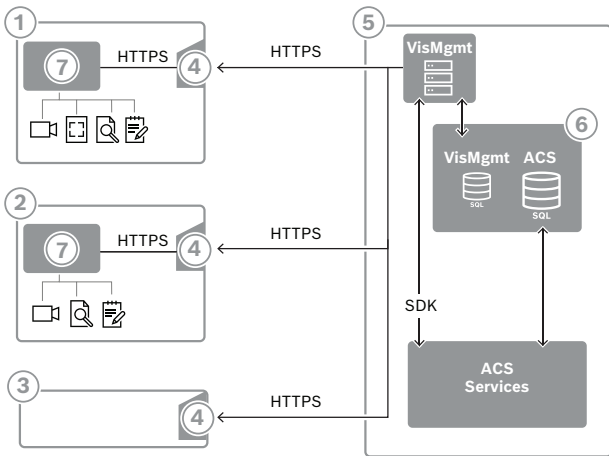 1
7
HTTPS
4
HTTPS
2
7
HTTPS
4
HTTPS
3
4
HTTPS
5
VisMgmt
6
VisMgmt ACS
SQL
SQL
SDK
ACS
Services